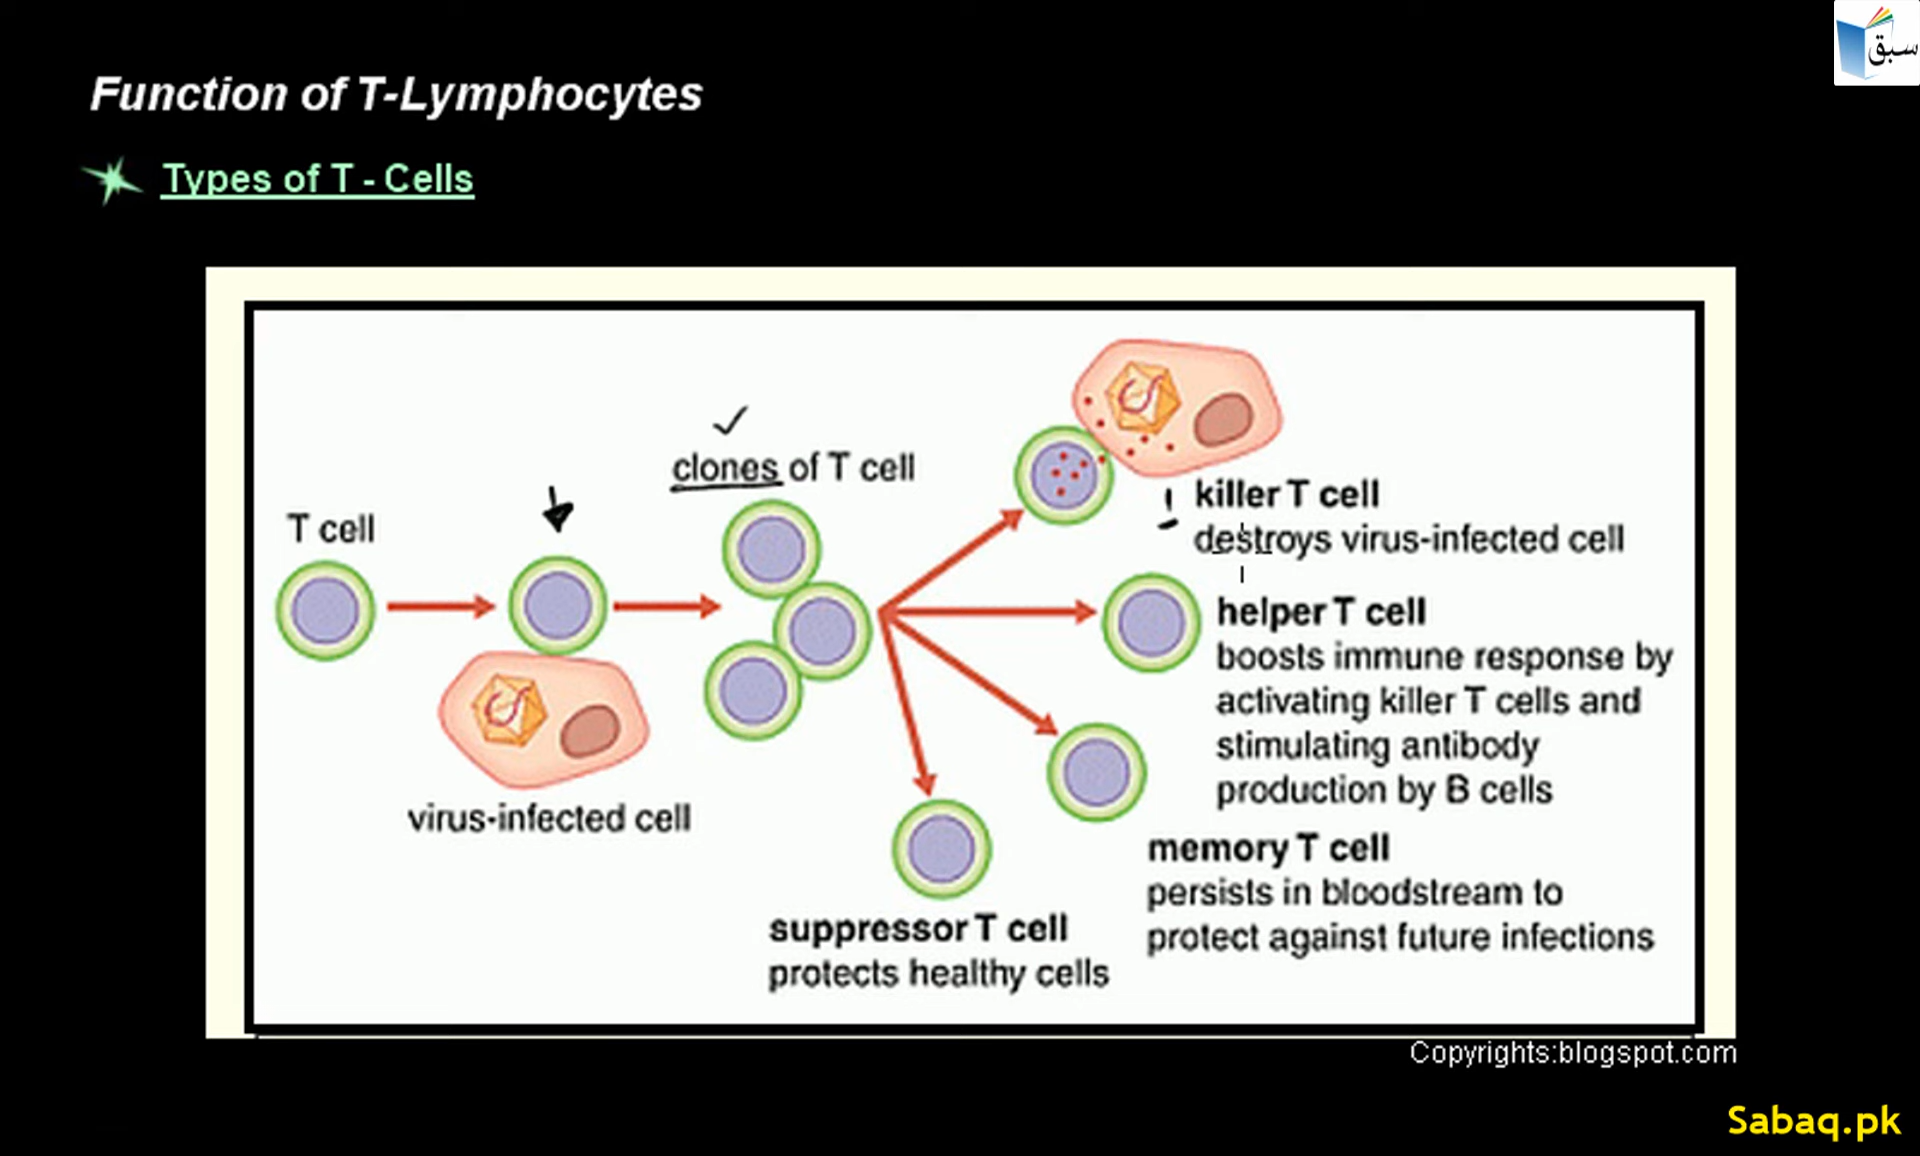 سبق
Function of T-Lymphocytes
Types of T - Cells
clones of T cell
T cell
virus-infected cell
killer T cell
destroys virus-infected cell
helper T cell
boosts immune response by
activating killer T cells and
stimulating antibody
production by B cells
memory T cell
persists in bloodstream to
protect against future infections
suppressor T cell
protects healthy cells
Copyrights:blogspot.com
Sabaq.pk